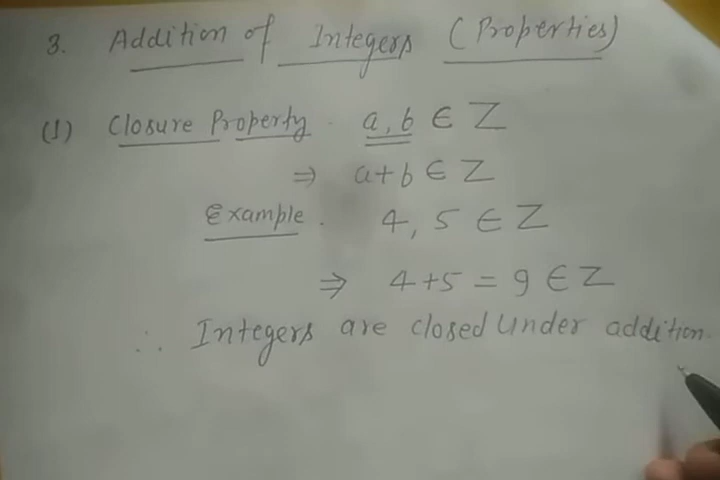 3. Addition of Integers (Properties)
(1) Closure Property. a, b ∈ Z
⇒ a+b ∈ Z
Example. 4, 5 ∈ Z
⇒ 4+5 = 9 ∈ Z
∴ Integers are closed under addition.